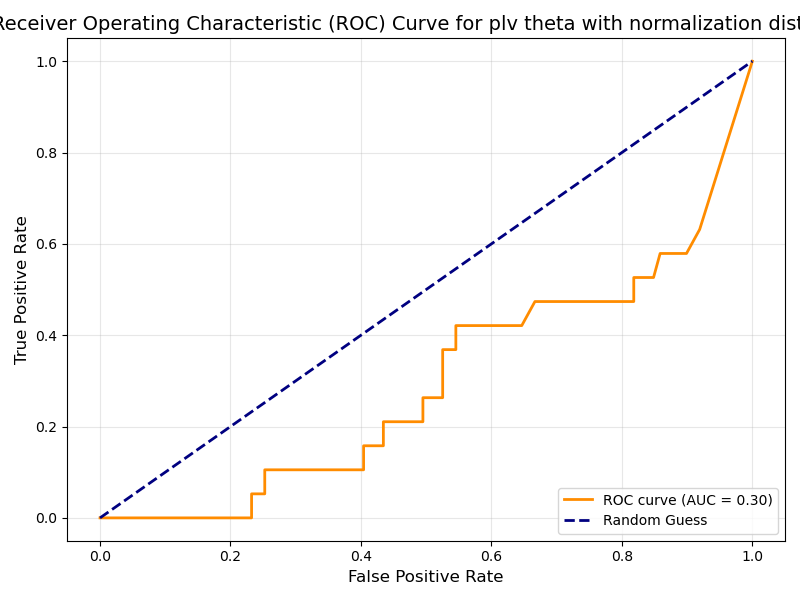 Receiver Operating Characteristic (ROC) Curve for plv theta with normalization dist
1.0
0.8
0.6
0.4
0.2
0.0
True Positive Rate
0.0 0.2 0.4 0.6 0.8 1.0
False Positive Rate
ROC curve (AUC = 0.30)
Random Guess